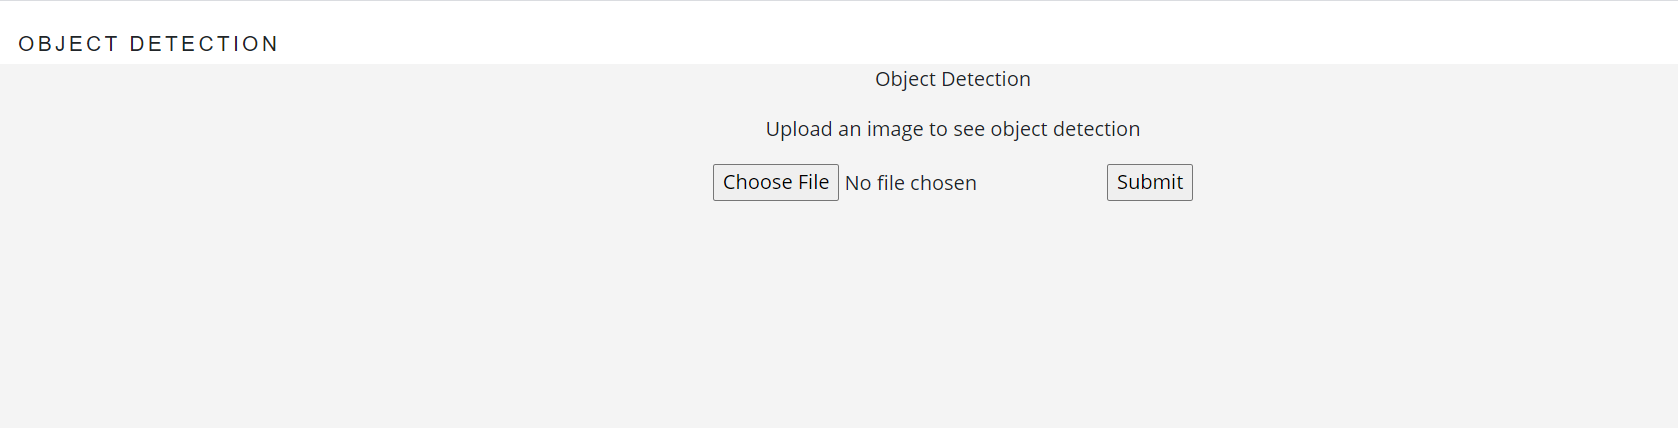 OBJECT DETECTION
Object Detection
Upload an image to see object detection
Choose File No file chosen Submit